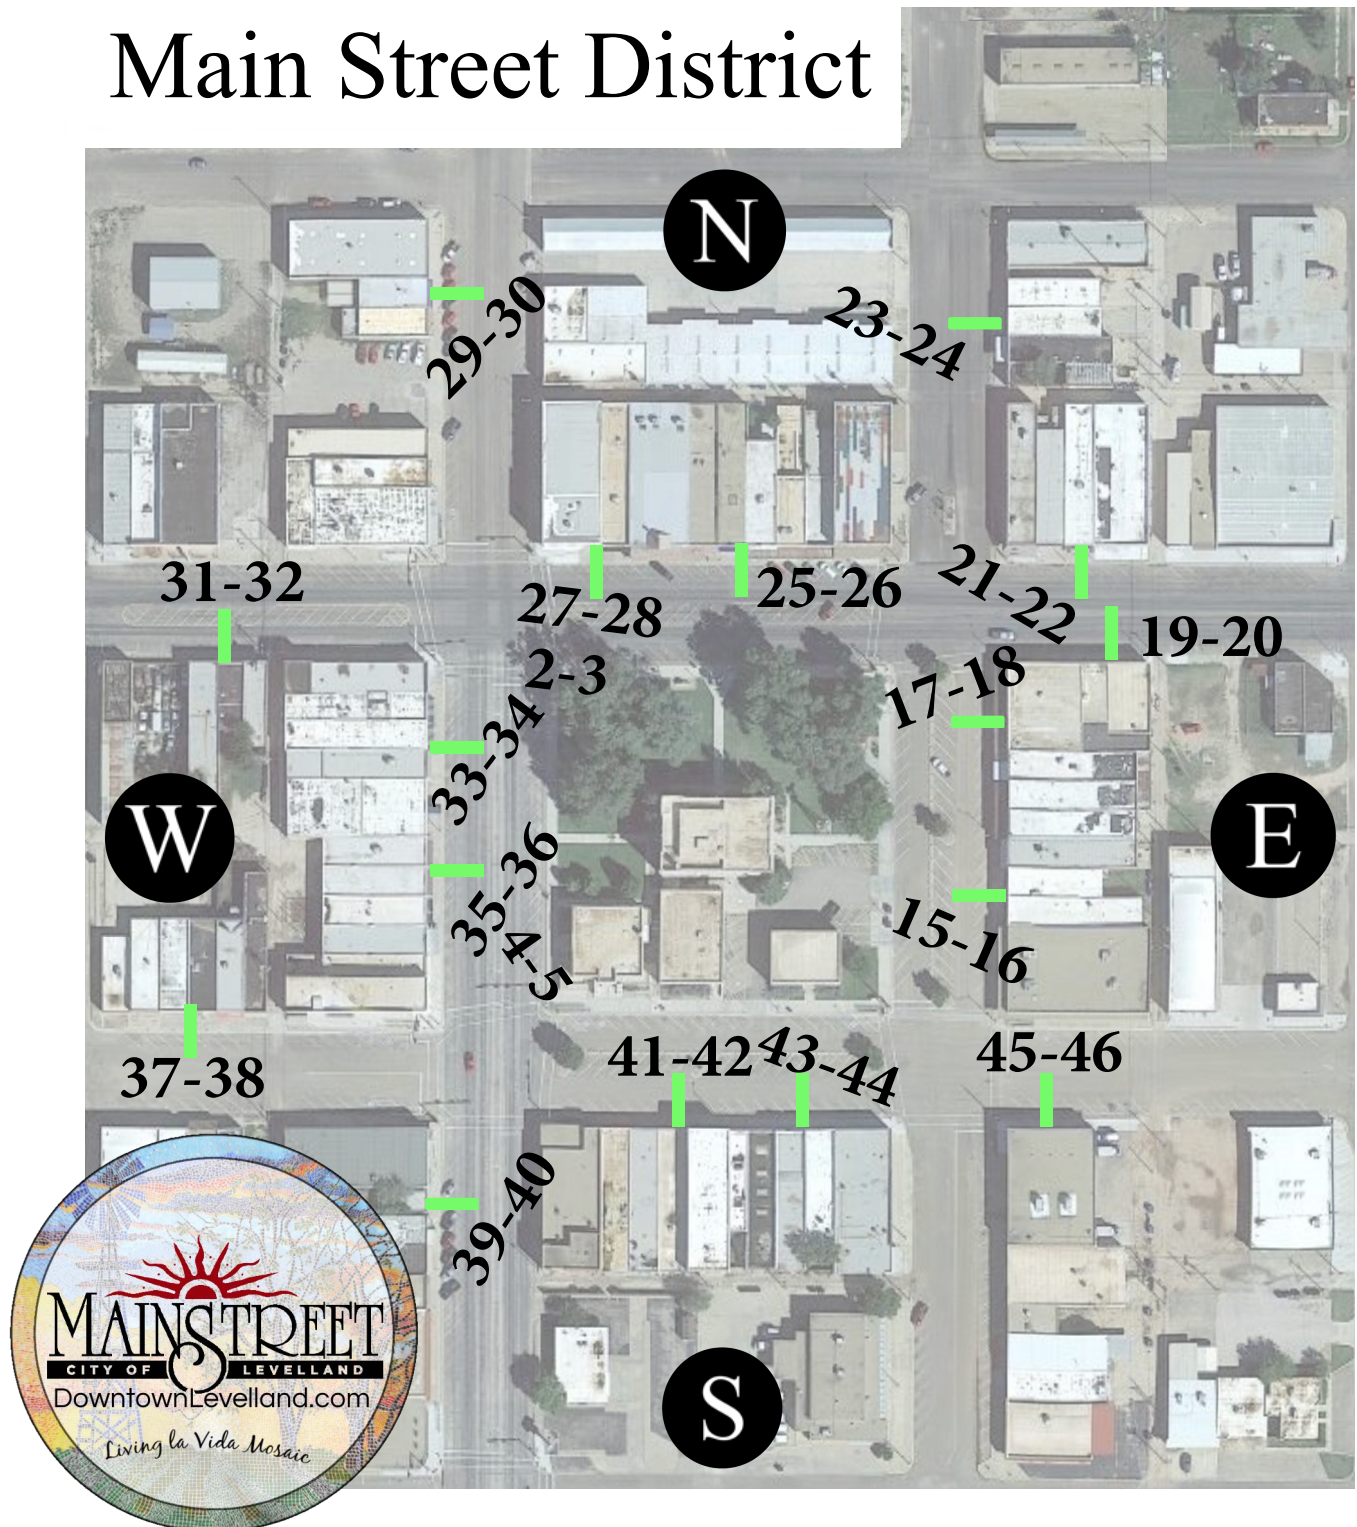 Main Street District
N
29-30
23-24
31-32
27-28
25-26
21-22
19-20
2-3
17-18
33-34
W
E
35-36
4-5
15-16
37-38
41-42
43-44
45-46
39-40
MAINSTREET
CITY OF LEVELLAND
DowntownLevelland.com
Living la Vida Mosaic
S